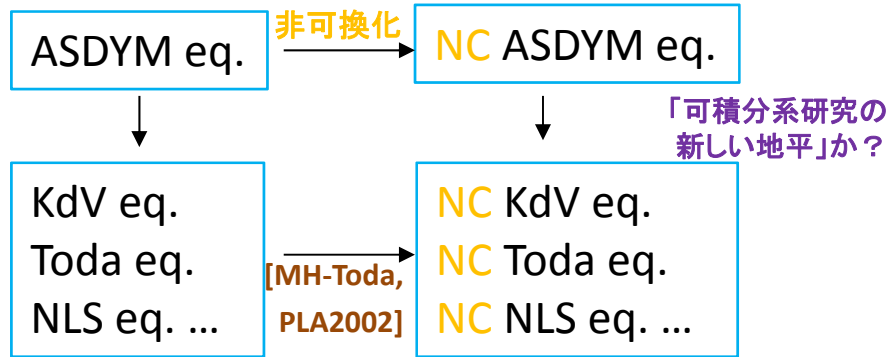 ASDYM eq.
非可換化
NC ASDYM eq.
「可積分系研究の
新しい地平」か？
KdV eq.
Toda eq.
NLS eq. ...
[MH-Toda,
PLA2002]
NC KdV eq.
NC Toda eq.
NC NLS eq. ...